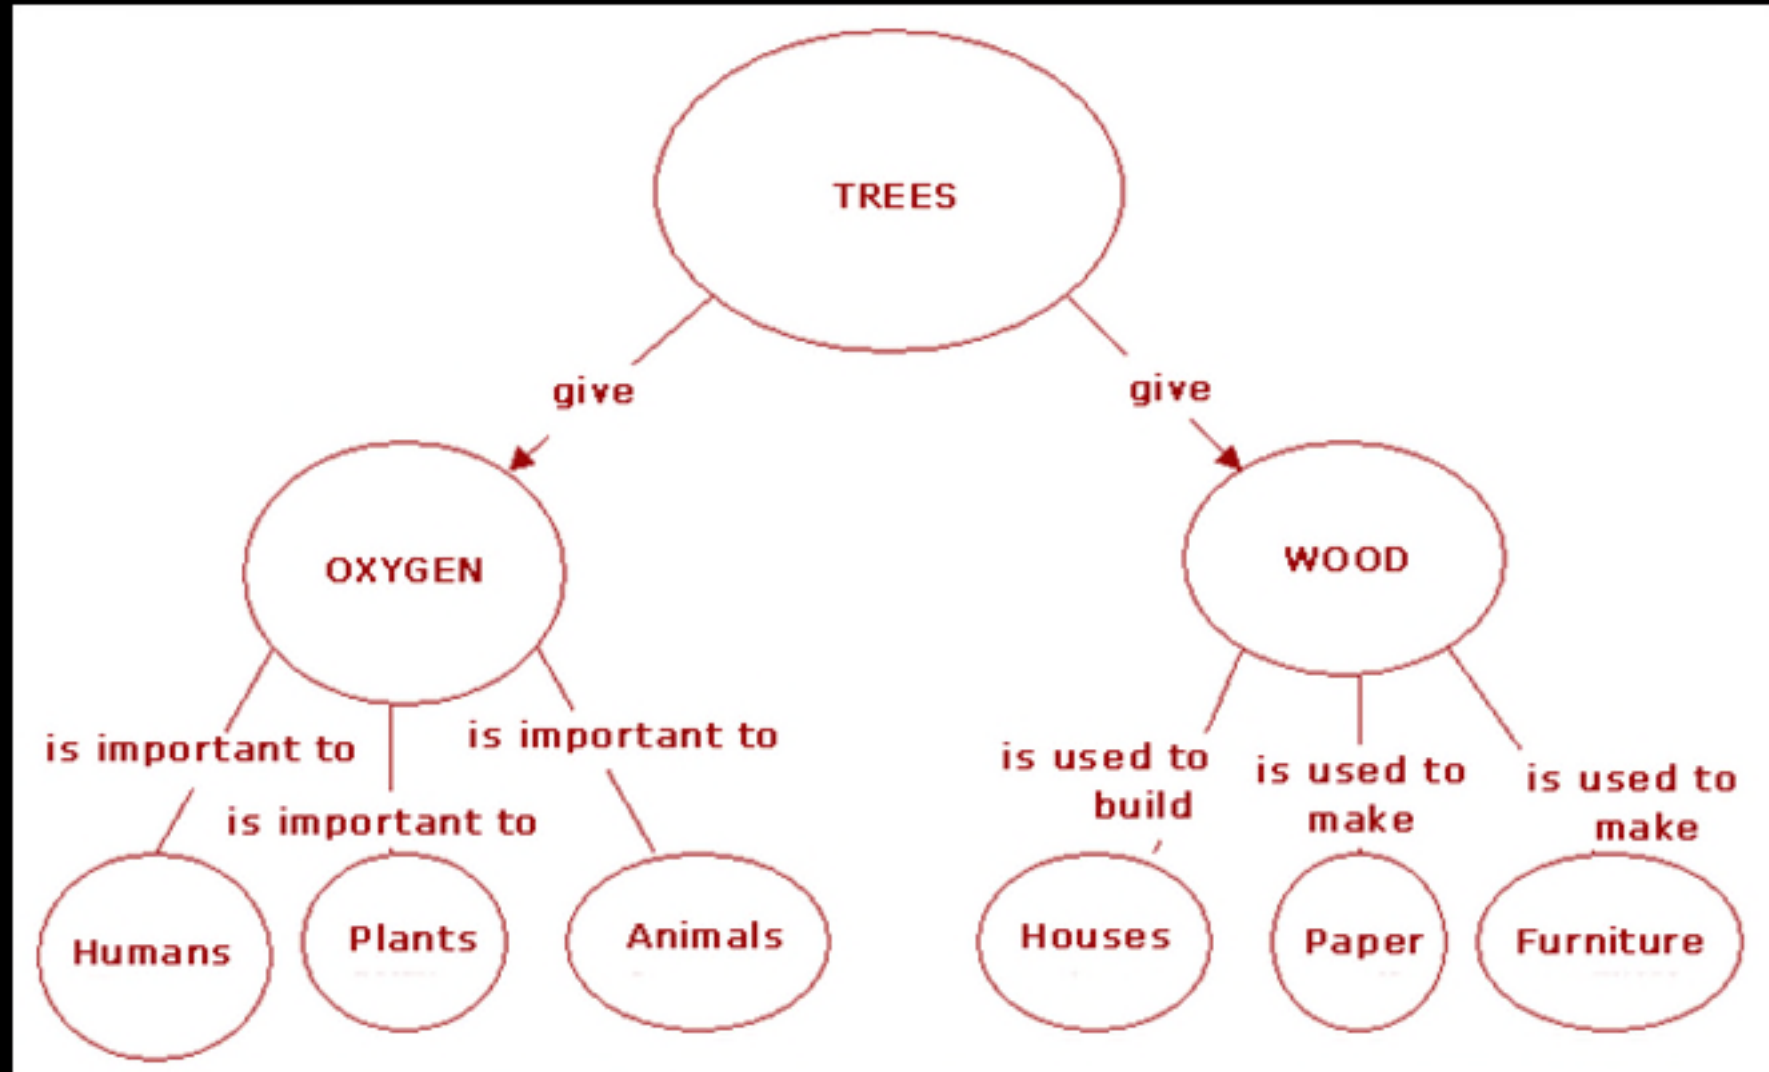 TREES
give
give
OXYGEN
WOOD
is important to
is important to
is important to
is used to
build
is used to
make
is used to
make
Humans
Plants
Animals
Houses
Paper
Furniture